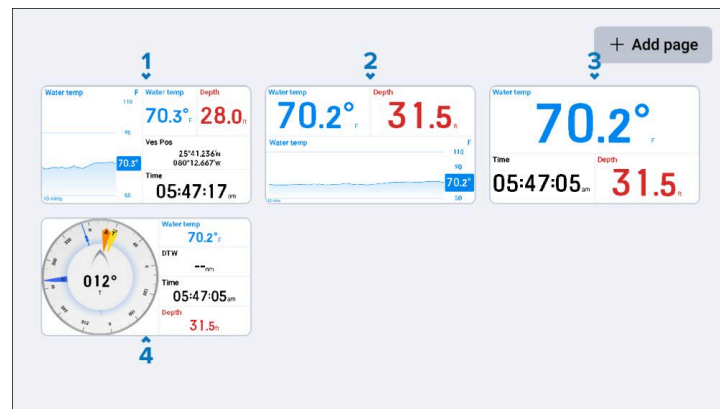 + Add page
1
2
3
Water temp F
110
90
70.3°
50
10 mins
Water temp Depth
70.3°F 28.0ft
Ves Pos
25°41.236'N
080°12.667'W
Time
05:47:17am
Water temp Depth
70.2°F 31.5ft
Water temp F
110
90
70.2°
50
Water temp
70.2°F
Time Depth
05:47:05am 31.5ft
012°
T
Water temp
70.2°F
DTW
--nm
Time
05:47:05am
Depth
31.5ft
4